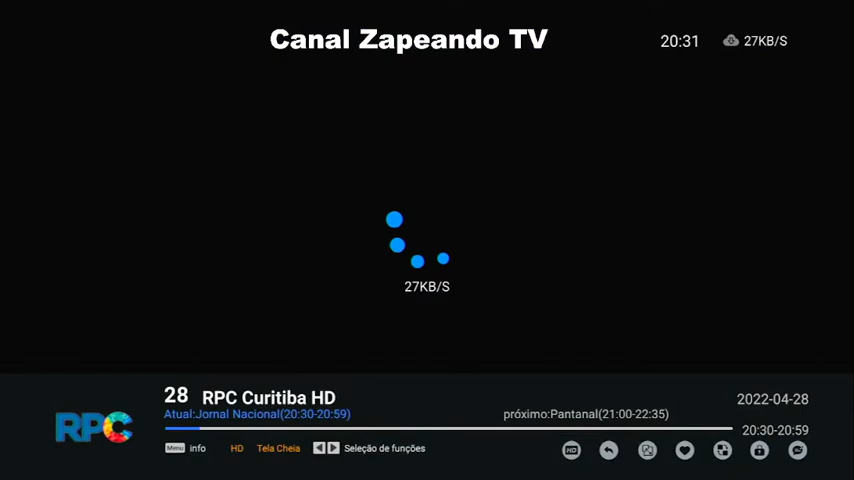 Canal Zapeando TV
20:31
27KB/S
27KB/S
28 RPC Curitiba HD
2022-04-28
Atual:Jornal Nacional(20:30-20:59)
próximo:Pantanal(21:00-22:35)
RPC
20:30-20:59
Menu info HD Tela Cheia Seleção de funções
HD